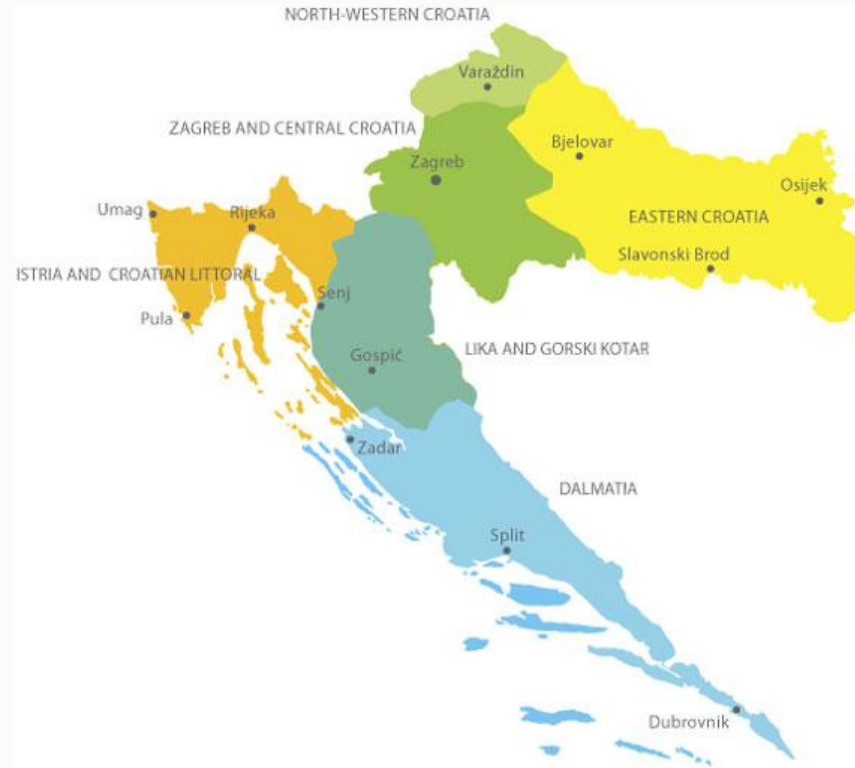 NORTH-WESTERN CROATIA
Varaždin
ZAGREB AND CENTRAL CROATIA
Bjelovar
Zagreb
Osijek
Umag
Rijeka
EASTERN CROATIA
Slavonski Brod
ISTRIA AND CROATIAN LITTORAL
Senj
Pula
LIKA AND GORSKI KOTAR
Gospić
Zadar
DALMATIA
Split
Dubrovnik